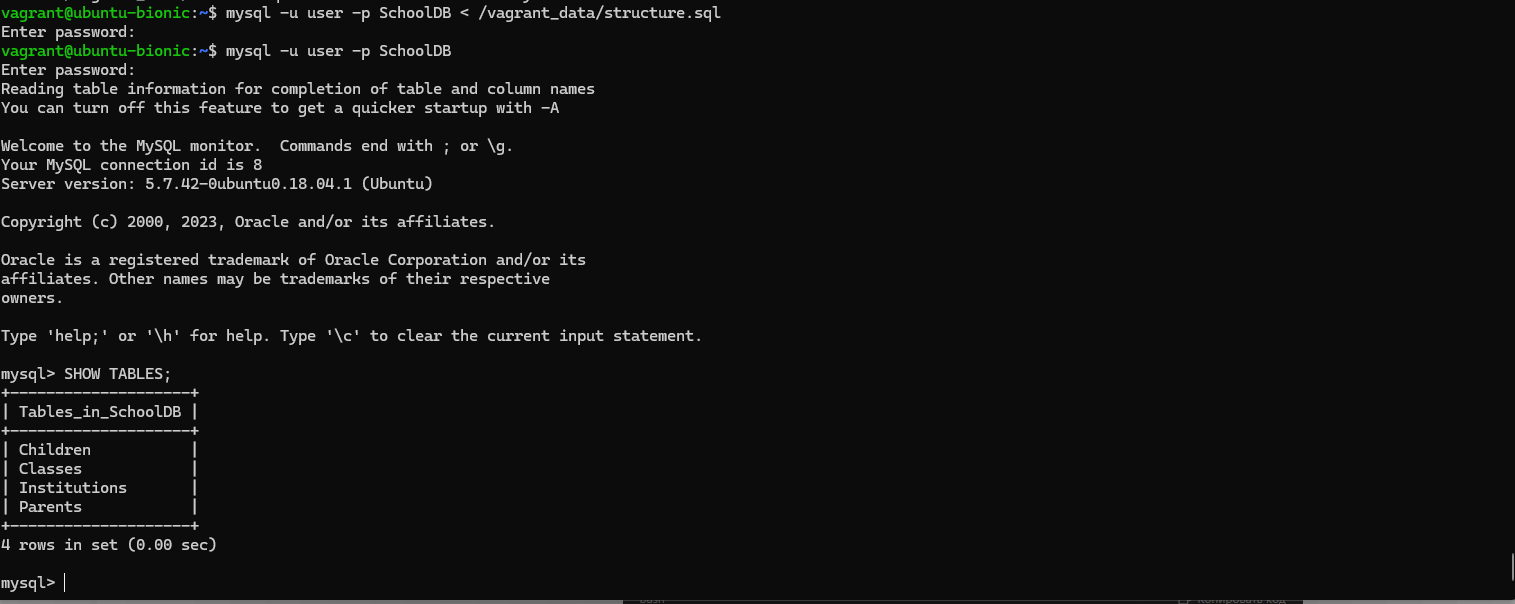 vagrant@ubuntu-bionic:~$ mysql -u user -p SchoolDB < /vagrant_data/structure.sql
Enter password:
vagrant@ubuntu-bionic:~$ mysql -u user -p SchoolDB
Enter password:
Reading table information for completion of table and column names
You can turn off this feature to get a quicker startup with -A

Welcome to the MySQL monitor.  Commands end with ; or \g.
Your MySQL connection id is 8
Server version: 5.7.42-0ubuntu0.18.04.1 (Ubuntu)

Copyright (c) 2000, 2023, Oracle and/or its affiliates.

Oracle is a registered trademark of Oracle Corporation and/or its
affiliates. Other names may be trademarks of their respective
owners.

Type 'help;' or '\h' for help. Type '\c' to clear the current input statement.

mysql> SHOW TABLES;
+--------------------+
| Tables_in_SchoolDB |
+--------------------+
| Children           |
| Classes            |
| Institutions       |
| Parents            |
+--------------------+
4 rows in set (0.00 sec)

mysql>